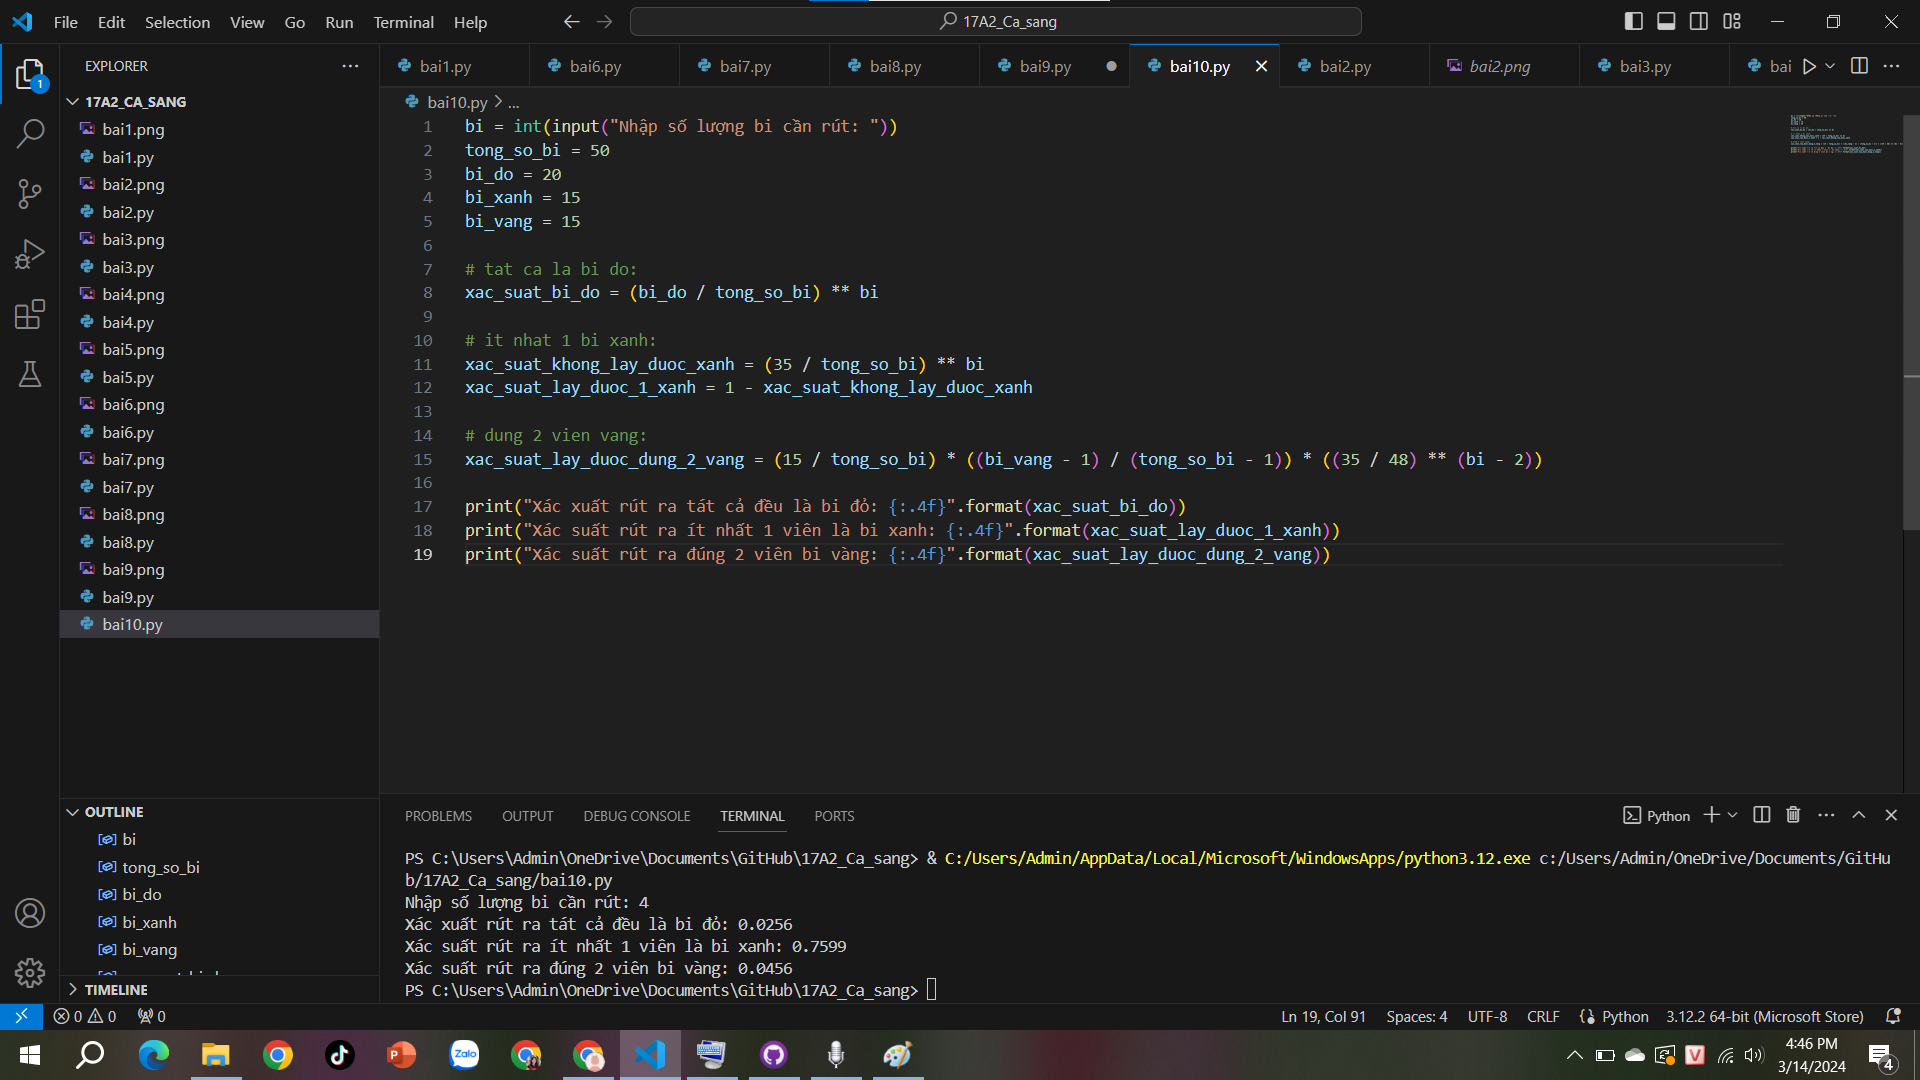 File Edit Selection View Go Run Terminal Help
17A2_Ca_sang
EXPLORER
1
17A2_CA_SANG
bai1.png
bai1.py
bai2.png
bai2.py
bai3.png
bai3.py
bai4.png
bai4.py
bai5.png
bai5.py
bai6.png
bai6.py
bai7.png
bai7.py
bai8.png
bai8.py
bai9.png
bai9.py
bai10.py
OUTLINE
bi
tong_so_bi
bi_do
bi_xanh
bi_vang
TIMELINE
bai1.py bai6.py bai7.py bai8.py bai9.py bai10.py bai2.py bai2.png bai3.py bai
bai10.py > ...
1 bi = int(input("Nhập số lượng bi cần rút: "))
2 tong_so_bi = 50
3 bi_do = 20
4 bi_xanh = 15
5 bi_vang = 15
6
7 # tat ca la bi do:
8 xac_suat_bi_do = (bi_do / tong_so_bi) ** bi
9
10 # it nhat 1 bi xanh:
11 xac_suat_khong_lay_duoc_xanh = (35 / tong_so_bi) ** bi
12 xac_suat_lay_duoc_1_xanh = 1 - xac_suat_khong_lay_duoc_xanh
13
14 # dung 2 vien vang:
15 xac_suat_lay_duoc_dung_2_vang = (15 / tong_so_bi) * ((bi_vang - 1) / (tong_so_bi - 1)) * ((35 / 48) ** (bi - 2))
16
17 print("Xác xuất rút ra tát cả đều là bi đỏ: {:.4f}".format(xac_suat_bi_do))
18 print("Xác suất rút ra ít nhất 1 viên là bi xanh: {:.4f}".format(xac_suat_lay_duoc_1_xanh))
19 print("Xác suất rút ra đúng 2 viên bi vàng: {:.4f}".format(xac_suat_lay_duoc_dung_2_vang))
PROBLEMS OUTPUT DEBUG CONSOLE TERMINAL PORTS
Python
PS C:\Users\Admin\OneDrive\Documents\GitHub\17A2_Ca_sang> & C:/Users/Admin/AppData/Local/Microsoft/WindowsApps/python3.12.exe c:/Users/Admin/OneDrive/Documents/GitHu
b/17A2_Ca_sang/bai10.py
Nhập số lượng bi cần rút: 4
Xác xuất rút ra tát cả đều là bi đỏ: 0.0256
Xác suất rút ra ít nhất 1 viên là bi xanh: 0.7599
Xác suất rút ra đúng 2 viên bi vàng: 0.0456
PS C:\Users\Admin\OneDrive\Documents\GitHub\17A2_Ca_sang>
0 0 0
Ln 19, Col 91 Spaces: 4 UTF-8 CRLF Python 3.12.2 64-bit (Microsoft Store)
Zalo
V
4:46 PM
3/14/2024
4